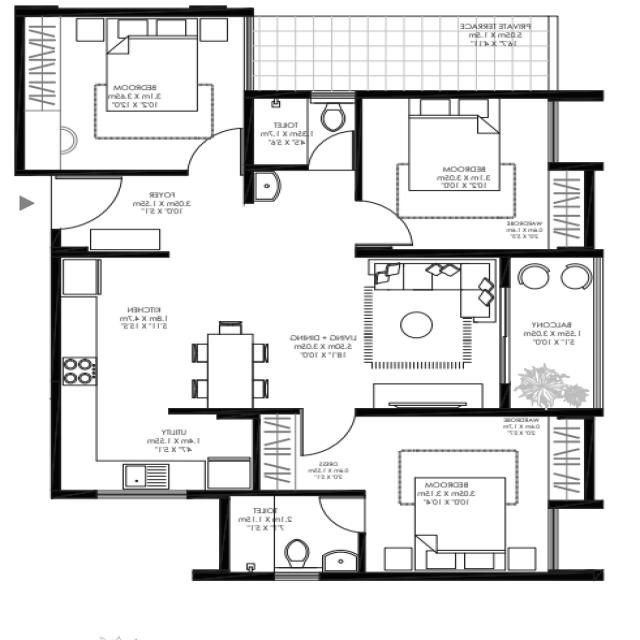 PRIVATE TERRACE
5.05m X 1.5m
16'7" X 4'11"
BEDROOM
3.1m X 3.65m
10'2" X 12'0"
TOILET
1.35m X 1.7m
4'5" X 5'6"
BEDROOM
3.1m X 3.05m
10'2" X 10'0"
FOYER
3.05m X 1.55m
10'0" X 5'1"
WARDROBE
0.6m X 1.6m
2'0" X 5'3"
KITCHEN
1.8m X 4.7m
5'11" X 15'5"
LIVING + DINING
5.50m X 3.05m
18'1" X 10'0"
BALCONY
1.55m X 3.05m
5'1" X 10'0"
WARDROBE
0.6m X 1.7m
2'0" X 5'7"
UTILITY
1.4m X 1.55m
4'7" X 5'1"
DRESS
0.6m X 1.55m
2'0" X 5'1"
BEDROOM
3.05m X 3.15m
10'0" X 10'4"
TOILET
2.1m X 1.15m
7'1" X 5'1"